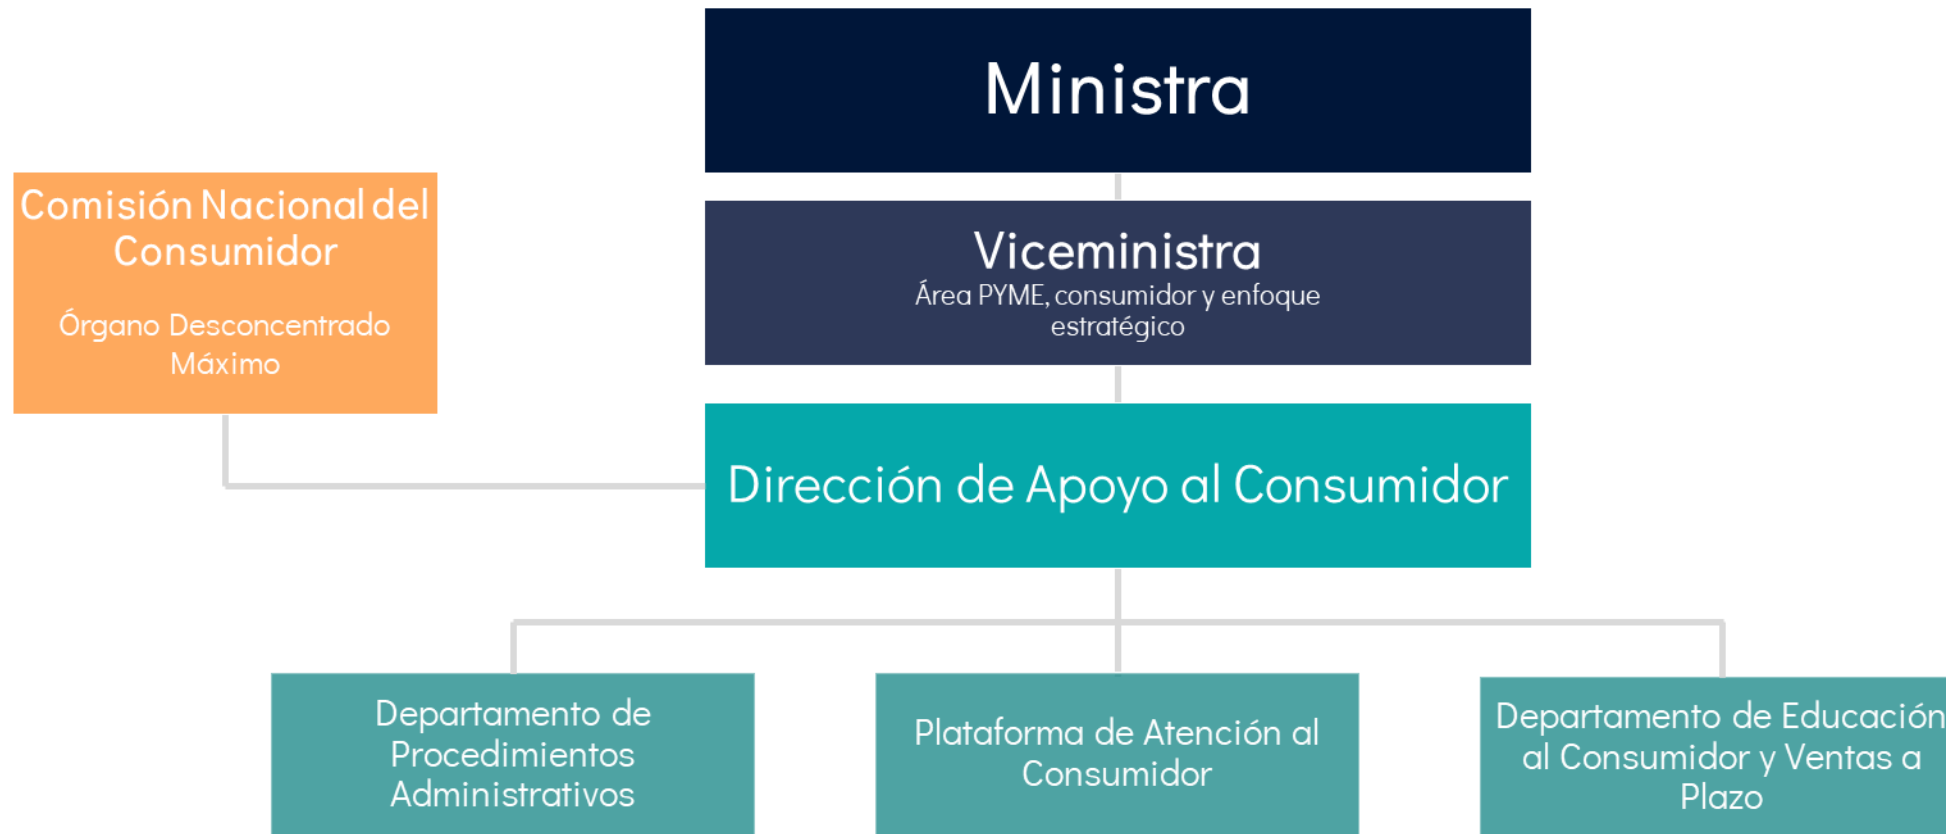 Ministra
Comisión Nacional del
Consumidor
Órgano Desconcentrado
Máximo
Viceministra
Área PYME, consumidor y enfoque
estratégico
Dirección de Apoyo al Consumidor
Departamento de
Procedimientos
Administrativos
Plataforma de Atención al
Consumidor
Departamento de Educación
al Consumidor y Ventas a
Plazo